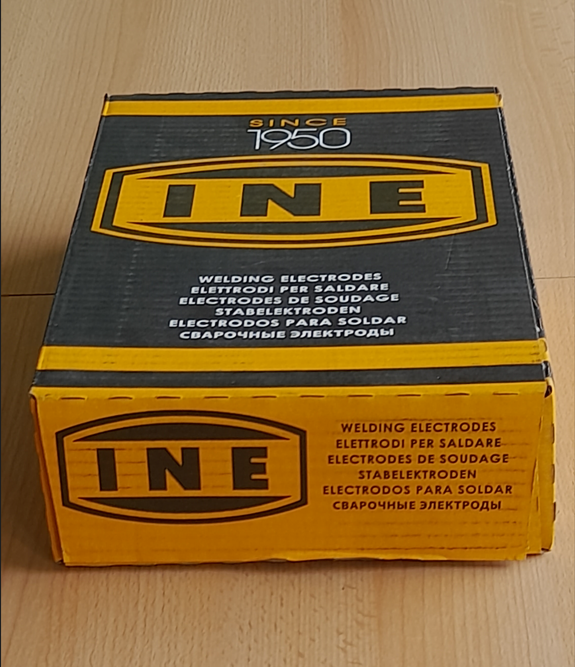 SINCE
1950
INE
WELDING ELECTRODES
ELETTRODI PER SALDARE
ELECTRODES DE SOUDAGE
STABELEKTRODEN
ELECTRODOS PARA SOLDAR
СВАРОЧНЫЕ ЭЛЕКТРОДЫ
INE
WELDING ELECTRODES
ELETTRODI PER SALDARE
ELECTRODES DE SOUDAGE
STABELEKTRODEN
ELECTRODOS PARA SOLDAR
СВАРОЧНЫЕ ЭЛЕКТРОДЫ